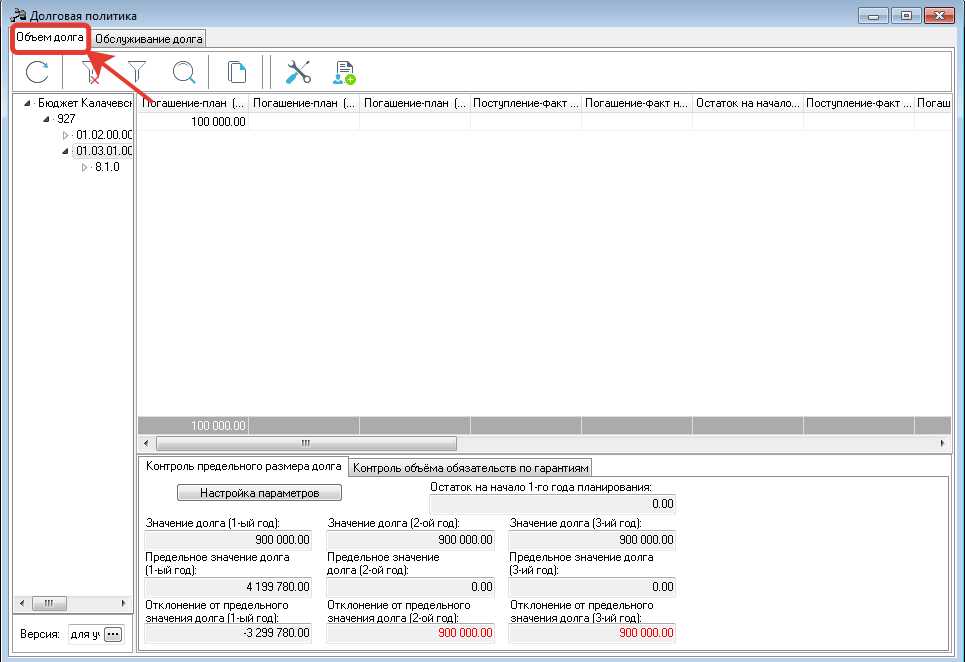 Долговая политика
Объем долга
Обслуживание долга
Бюджет Калачевск
927
01.02.00.00
01.03.01.00
8.1.0
Погашение-план (... Погашение-план (... Погашение-план (... Поступление-факт ... Погашение-факт н... Остаток на начало... Поступление-факт ... Погаш
100 000.00
100 000.00
Контроль предельного размера долга
Контроль объёма обязательств по гарантиям
Настройка параметров
Остаток на начало 1-го года планирования:
0.00
Значение долга (1-ый год): Значение долга (2-ой год): Значение долга (3-ий год):
900 000.00 900 000.00 900 000.00
Предельное значение долга Предельное значение Предельное значение долга
(1-ый год): долга (2-ой год): (3-ий год):
4 199 780.00 0.00 0.00
Отклонение от предельного Отклонение от предельного Отклонение от предельного
значения долга (1-ый год): значения долга (2-ой год): значения долга (3-ий год):
-3 299 780.00 900 000.00 900 000.00
Версия: для уч ...